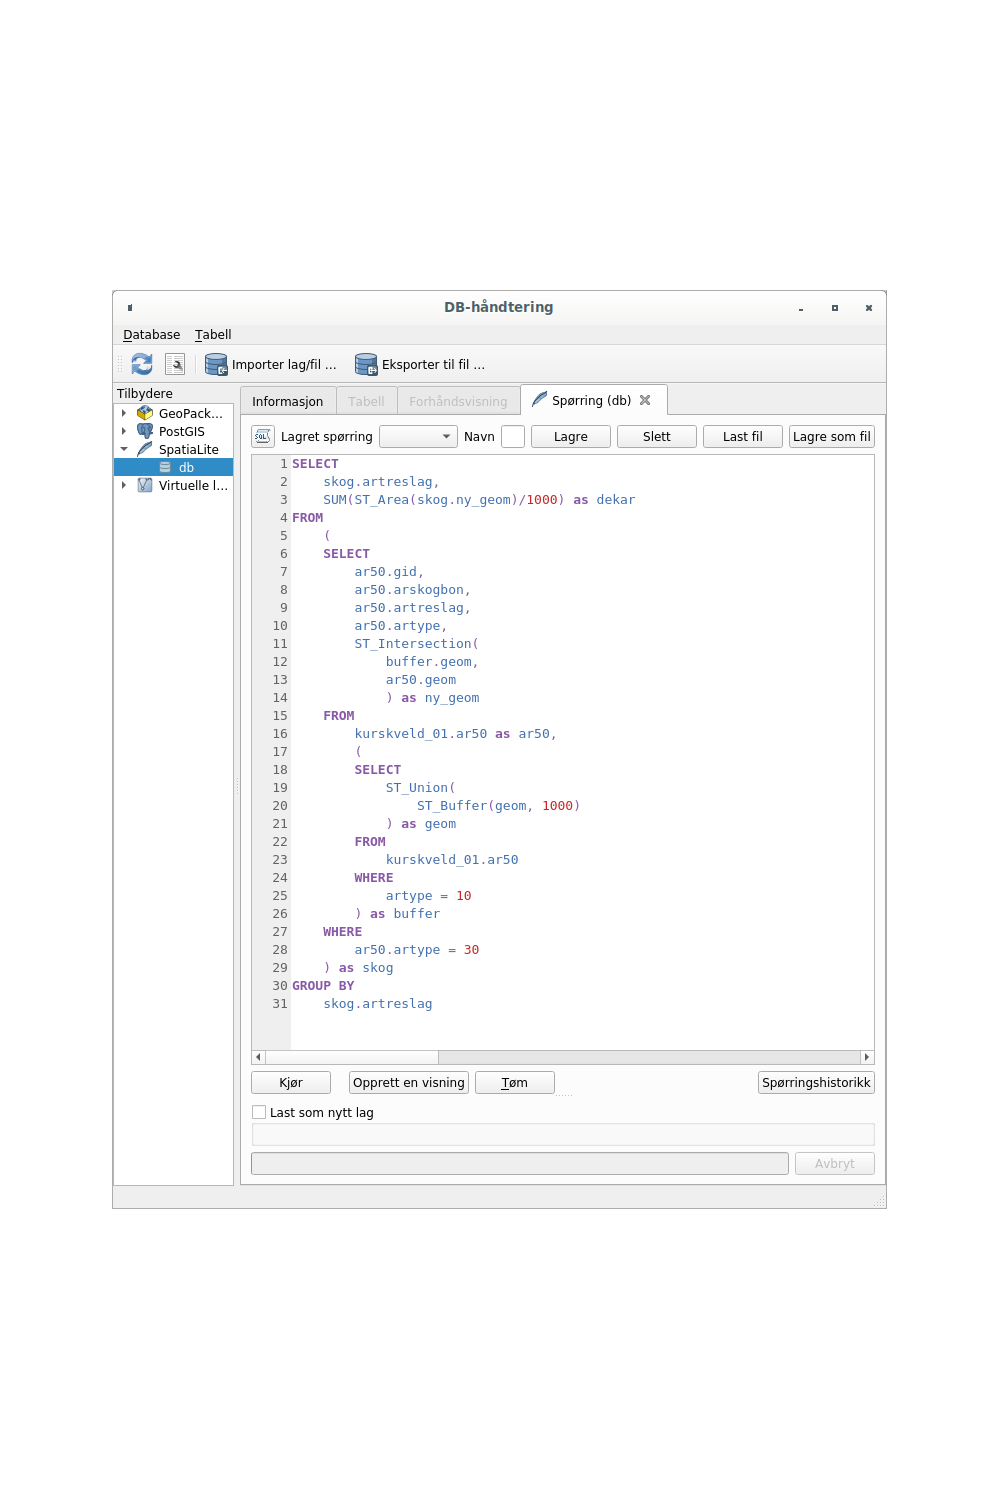 DB-håndtering
Database Tabell
Importer lag/fil ... Eksporter til fil ...
Tilbydere
GeoPack...
PostGIS
SpatiaLite
db
Virtuelle l...
Informasjon Tabell Forhåndsvisning Spørring (db)
SQL Lagret spørring Navn Lagre Slett Last fil Lagre som fil
1 SELECT
2     skog.artreslag,
3     SUM(ST_Area(skog.ny_geom)/1000) as dekar
4 FROM
5     (
6     SELECT
7         ar50.gid,
8         ar50.arskogbon,
9         ar50.artreslag,
10         ar50.artype,
11         ST_Intersection(
12             buffer.geom,
13             ar50.geom
14             ) as ny_geom
15     FROM
16         kurskveld_01.ar50 as ar50,
17         (
18         SELECT
19             ST_Union(
20                 ST_Buffer(geom, 1000)
21             ) as geom
22         FROM
23             kurskveld_01.ar50
24         WHERE
25             artype = 10
26         ) as buffer
27     WHERE
28         ar50.artype = 30
29     ) as skog
30 GROUP BY
31     skog.artreslag
Kjør Opprett en visning Tøm Spørringshistorikk
Last som nytt lag
Avbryt